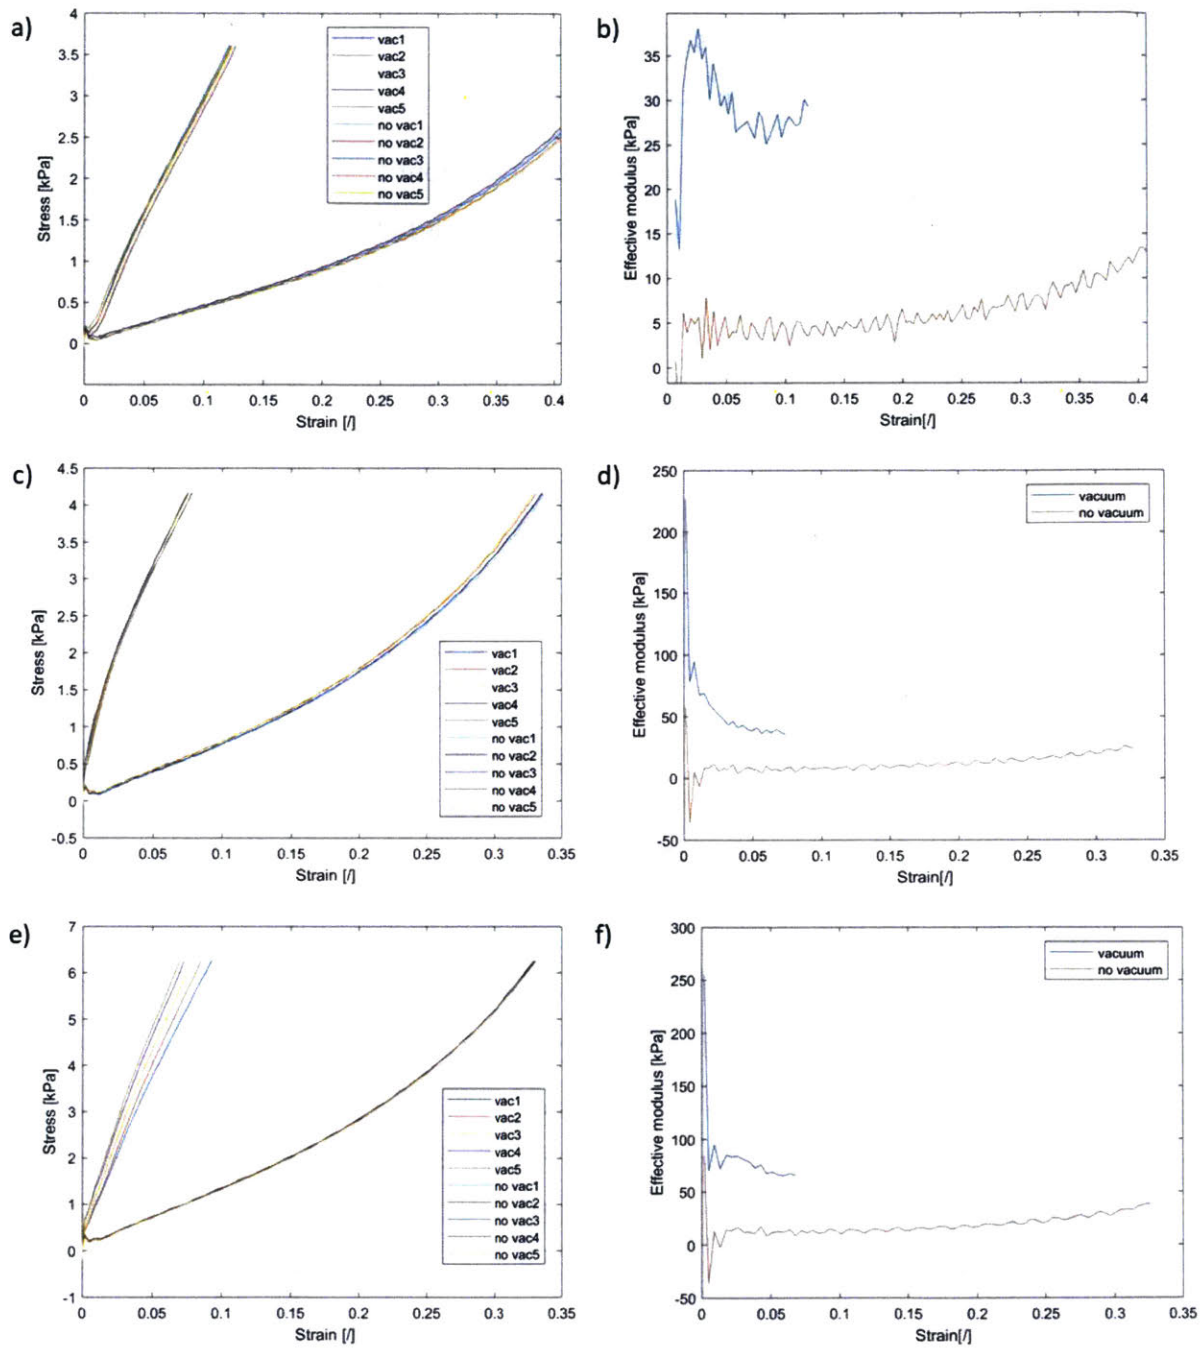 a)
4
3.5
3
2.5
2
1.5
1
0.5
0
Stress [kPa]
vac1
vac2
vac3
vac4
vac5
no vac1
no vac2
no vac3
no vac4
no vac5
0 0.05 0.1 0.15 0.2 0.25 0.3 0.35 0.4
Strain [/]
b)
35
30
25
20
15
10
5
0
Effective modulus [kPa]
0 0.05 0.1 0.15 0.2 0.25 0.3 0.35 0.4
Strain[/]
c)
4.5
4
3.5
3
2.5
2
1.5
1
0.5
0
-0.5
Stress [kPa]
vac1
vac2
vac3
vac4
vac5
no vac1
no vac2
no vac3
no vac4
no vac5
0 0.05 0.1 0.15 0.2 0.25 0.3 0.35
Strain [/]
d)
250
200
150
100
50
0
-50
Effective modulus [kPa]
vacuum
no vacuum
0 0.05 0.1 0.15 0.2 0.25 0.3 0.35
Strain[/]
e)
7
6
5
4
3
2
1
0
-1
Stress [kPa]
vac1
vac2
vac3
vac4
vac5
no vac1
no vac2
no vac3
no vac4
no vac5
0 0.05 0.1 0.15 0.2 0.25 0.3 0.35
Strain [/]
f)
300
250
200
150
100
50
0
-50
Effective modulus [kPa]
vacuum
no vacuum
0 0.05 0.1 0.15 0.2 0.25 0.3 0.35
Strain[/]